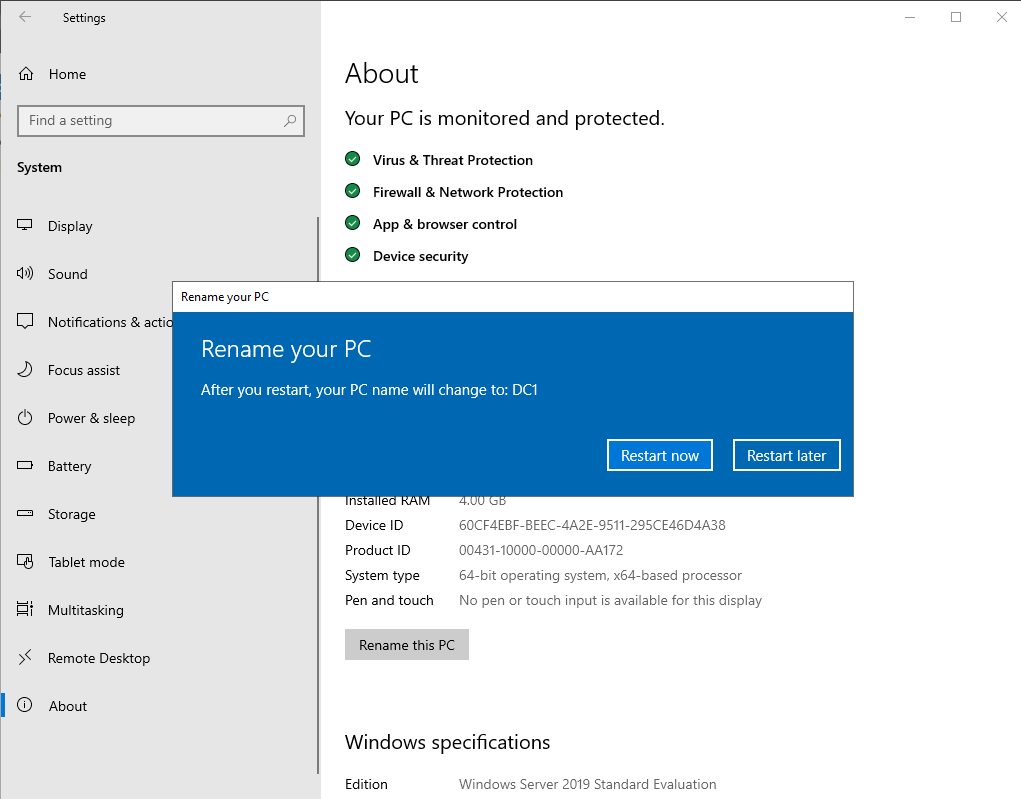 Settings
Home
Find a setting
System
Display
Sound
Notifications & actio
Focus assist
Power & sleep
Battery
Storage
Tablet mode
Multitasking
Remote Desktop
About
About
Your PC is monitored and protected.
Virus & Threat Protection
Firewall & Network Protection
App & browser control
Device security
Rename your PC
Rename your PC
After you restart, your PC name will change to: DC1
Restart now Restart later
Installed RAM 4.00 GB
Device ID 60CF4EBF-BEEC-4A2E-9511-295CE46D4A38
Product ID 00431-10000-00000-AA172
System type 64-bit operating system, x64-based processor
Pen and touch No pen or touch input is available for this display
Rename this PC
Windows specifications
Edition Windows Server 2019 Standard Evaluation